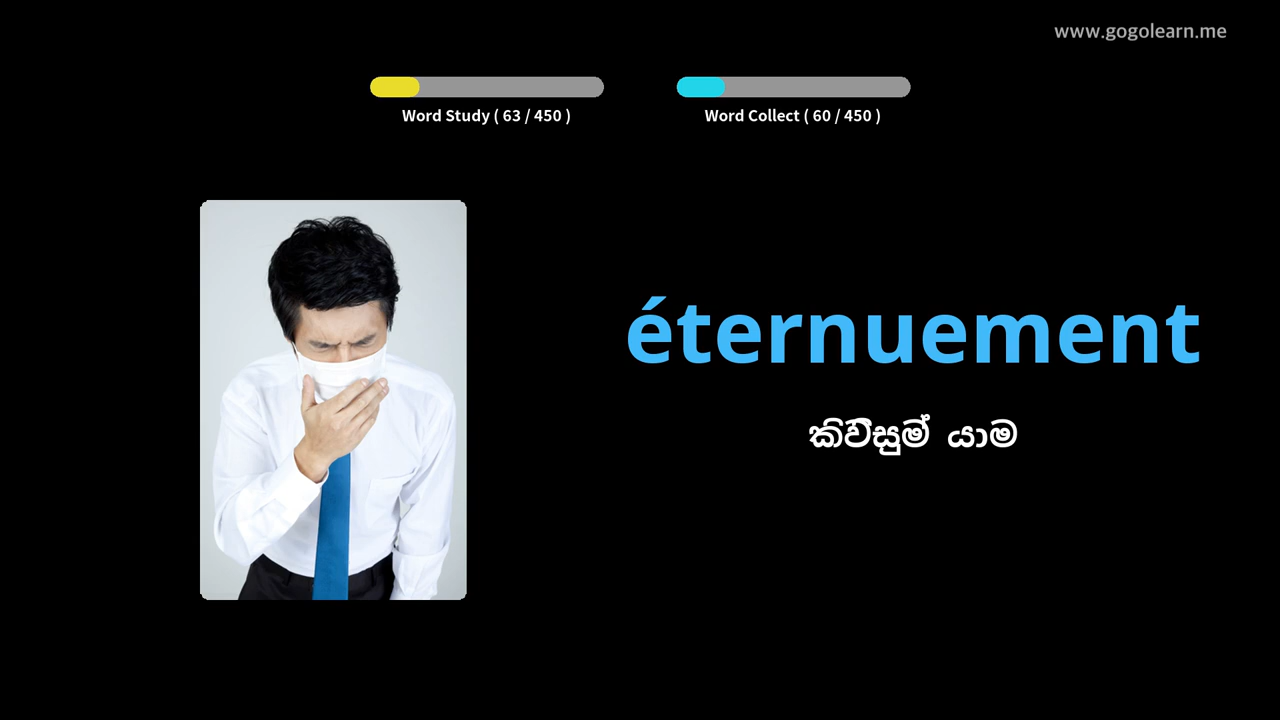 www.gogolearn.me
Word Study ( 63 / 450 )
Word Collect ( 60 / 450 )
éternuement
කිවිසුම් යාම